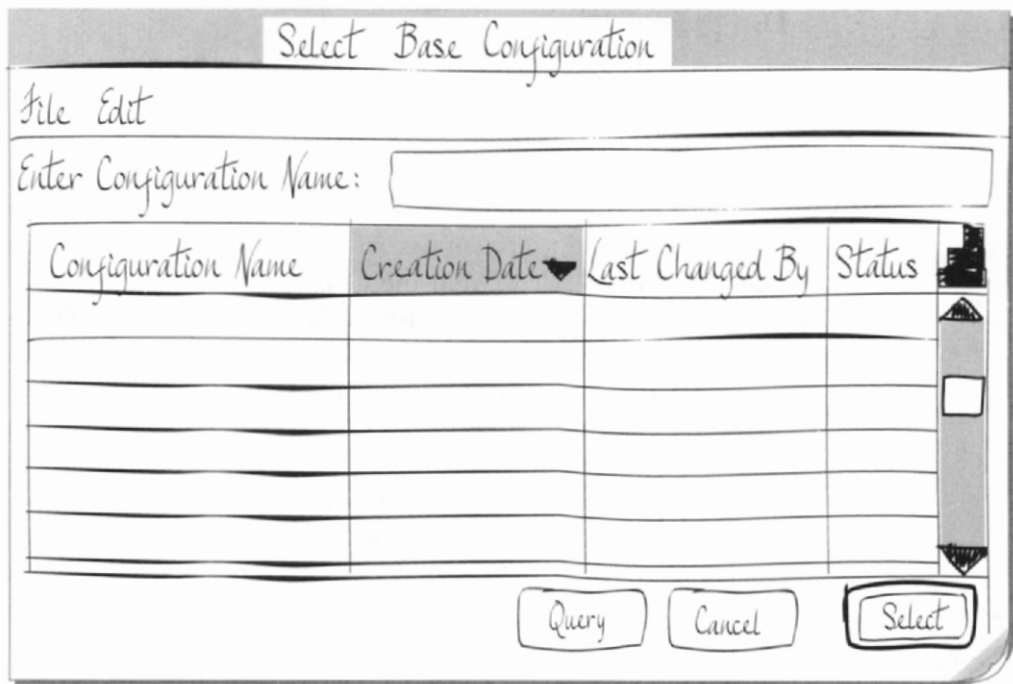 Select Base Configuration
File Edit
Enter Configuration Name:
Configuration Name Creation Date Last Changed By Status
Query Cancel Select